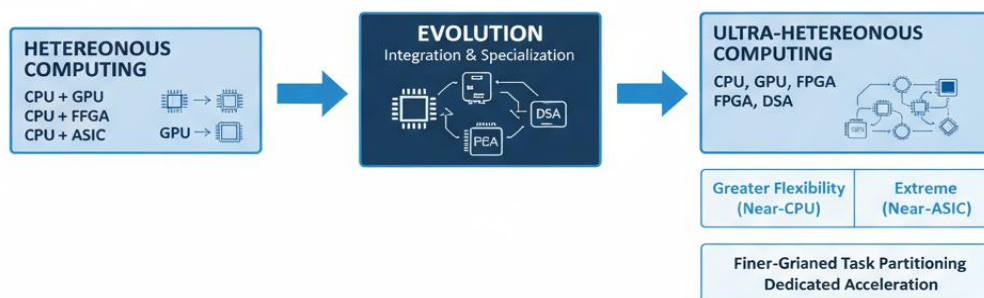 HETEREONOUS
COMPUTING
CPU + GPU
CPU + FFGA
CPU + ASIC
GPU
EVOLUTION
Integration & Specialization
DSA
PEA
ULTRA-HETEREONOUS
COMPUTING
CPU, GPU, FPGA
FPGA, DSA
Greater Flexibility
(Near-CPU)
Extreme
(Near-ASIC)
Finer-Grianed Task Partitioning
Dedicated Acceleration